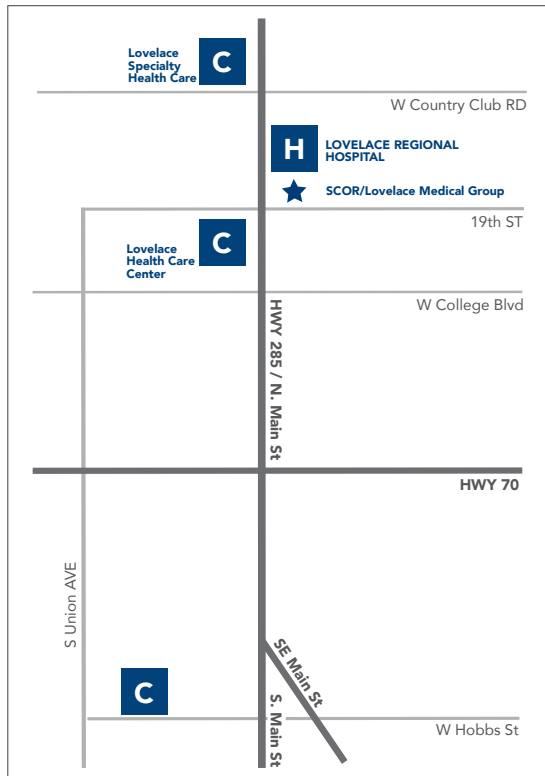 Lovelace
Specialty
Health Care
C
W Country Club RD
H
LOVELACE REGIONAL
HOSPITAL
SCOR/Lovelace Medical Group
19th ST
Lovelace
Health Care
Center
C
W College Blvd
HWY 285 / N. Main St
HWY 70
S Union AVE
SE Main St
C
S. Main St
W Hobbs St